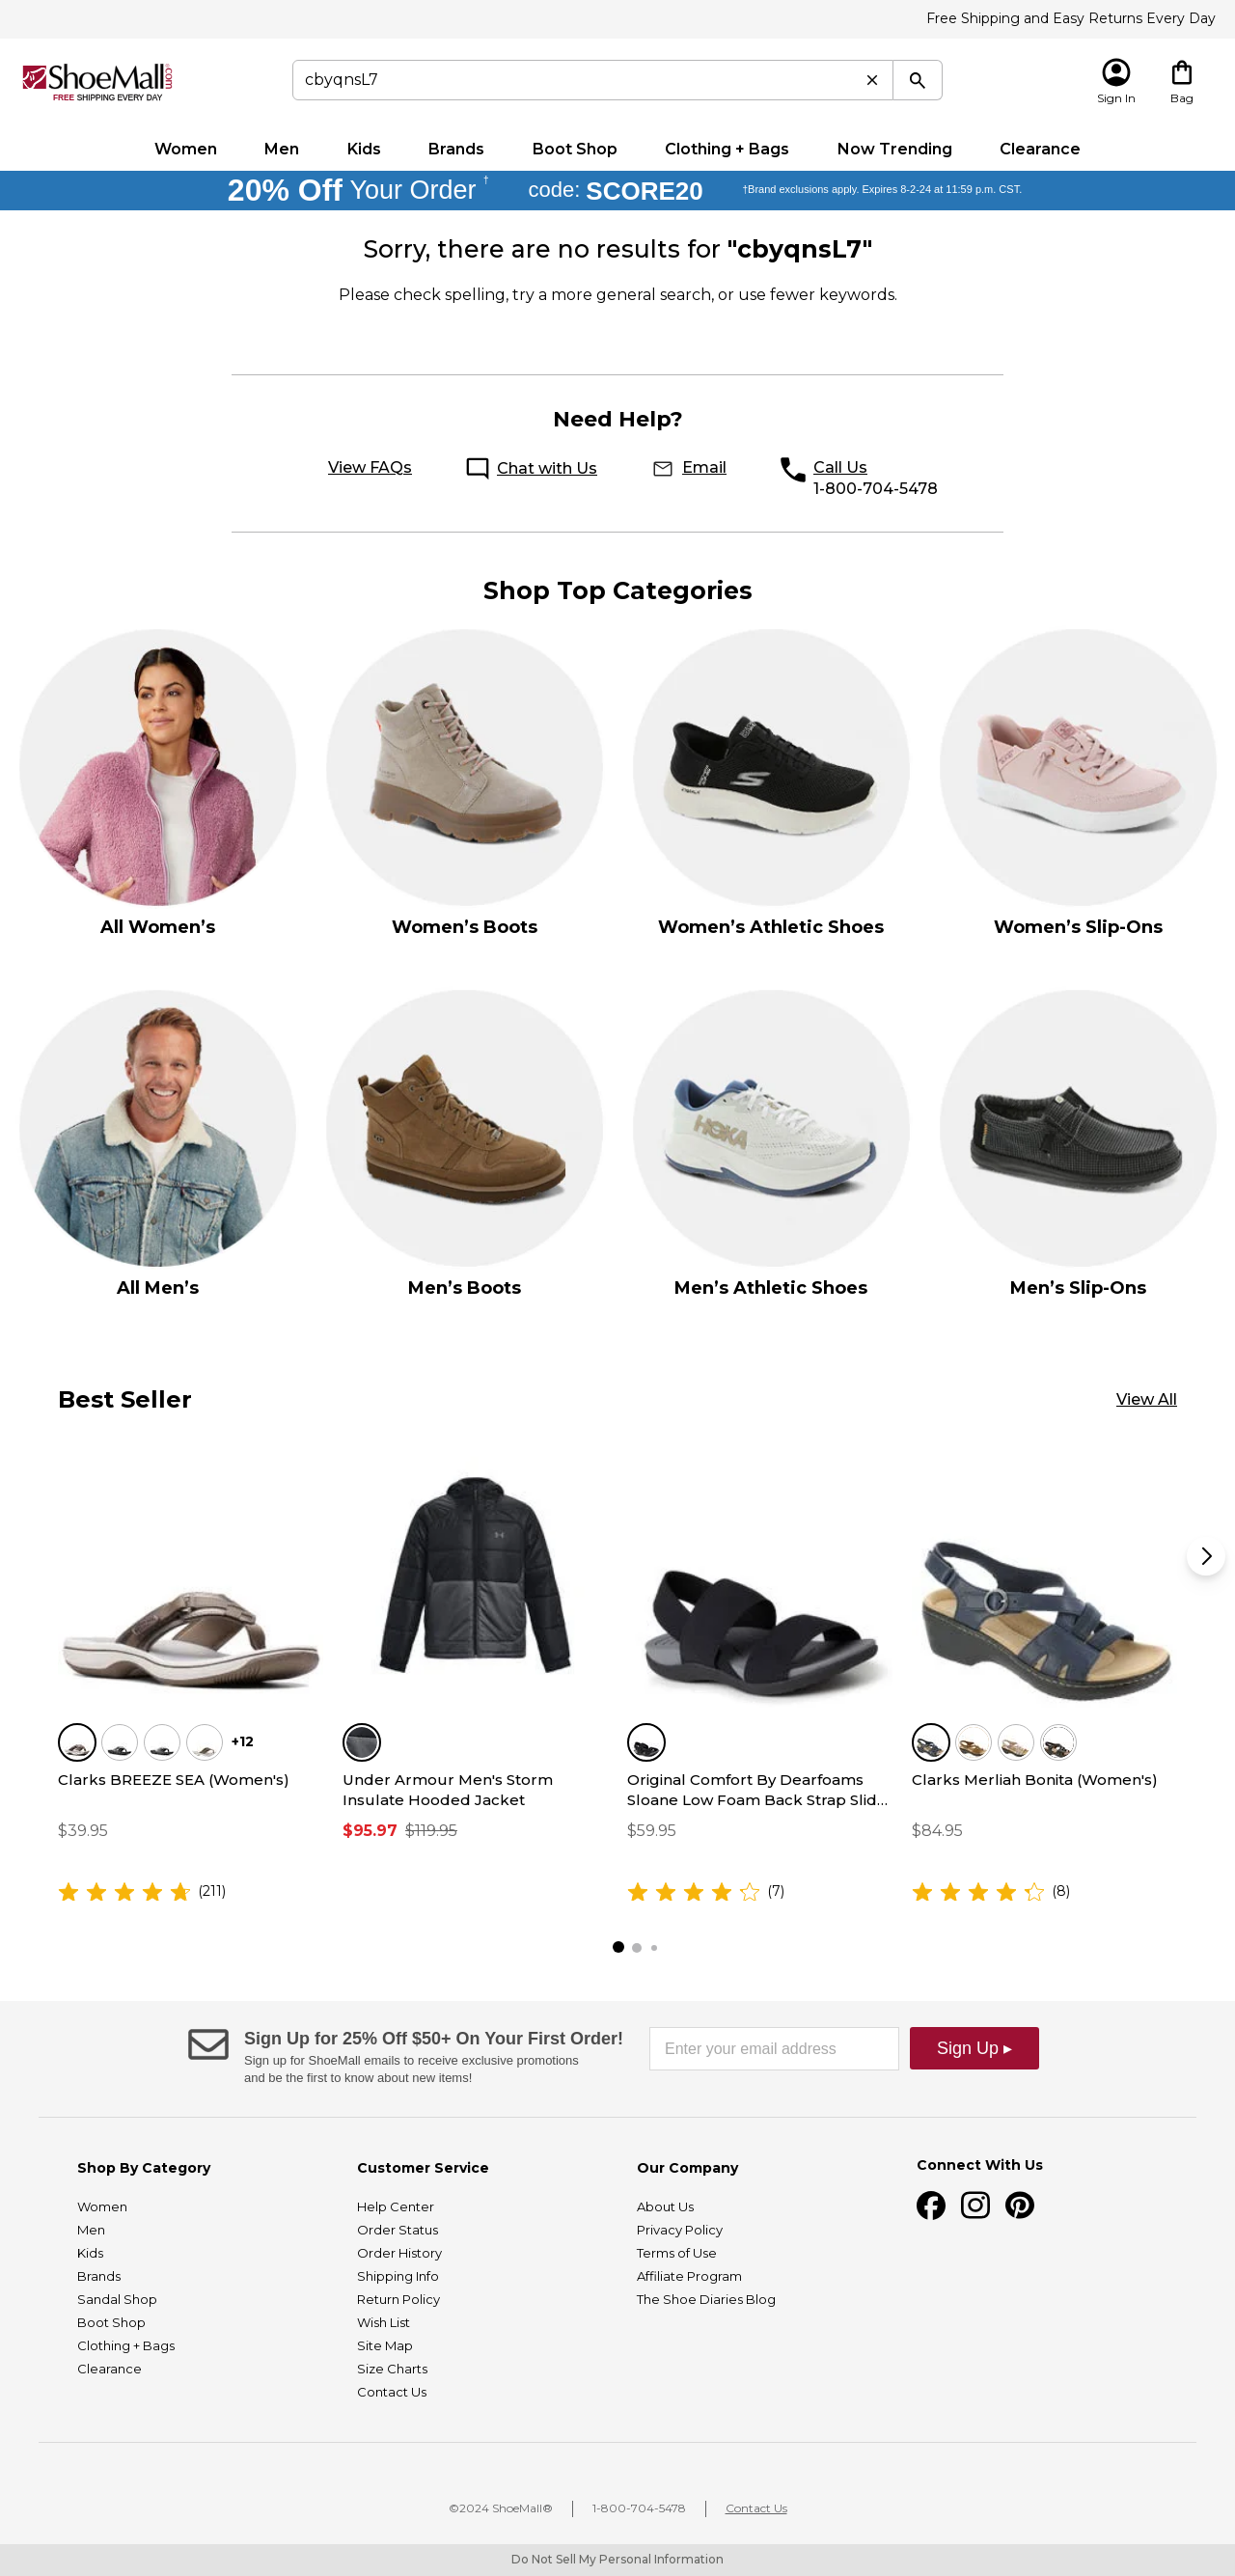 Free Shipping and Easy Returns Every Day
ShoeMall.com
FREE SHIPPING EVERY DAY
cbyqnsL7
Sign In
Bag
Women Men Kids Brands Boot Shop Clothing + Bags Now Trending Clearance
20% Off Your Order † code: SCORE20 †Brand exclusions apply. Expires 8-2-24 at 11:59 p.m. CST.
Sorry, there are no results for "cbyqnsL7"
Please check spelling, try a more general search, or use fewer keywords.
Need Help?
View FAQs Chat with Us Email Call Us
1-800-704-5478
Shop Top Categories
All Women’s Women’s Boots Women’s Athletic Shoes Women’s Slip-Ons
HOKA
All Men’s Men’s Boots Men’s Athletic Shoes Men’s Slip-Ons
Best Seller View All
+12
Clarks BREEZE SEA (Women's)
$39.95
(211)
Under Armour Men's Storm
Insulate Hooded Jacket
$95.97 $119.95
Original Comfort By Dearfoams
Sloane Low Foam Back Strap Slid...
$59.95
(7)
Clarks Merliah Bonita (Women's)
$84.95
(8)
Sign Up for 25% Off $50+ On Your First Order!
Sign up for ShoeMall emails to receive exclusive promotions
and be the first to know about new items!
Enter your email address
Sign Up ▸
Shop By Category
Women
Men
Kids
Brands
Sandal Shop
Boot Shop
Clothing + Bags
Clearance
Customer Service
Help Center
Order Status
Order History
Shipping Info
Return Policy
Wish List
Site Map
Size Charts
Contact Us
Our Company
About Us
Privacy Policy
Terms of Use
Affiliate Program
The Shoe Diaries Blog
Connect With Us
©2024 ShoeMall® 1-800-704-5478 Contact Us
Do Not Sell My Personal Information